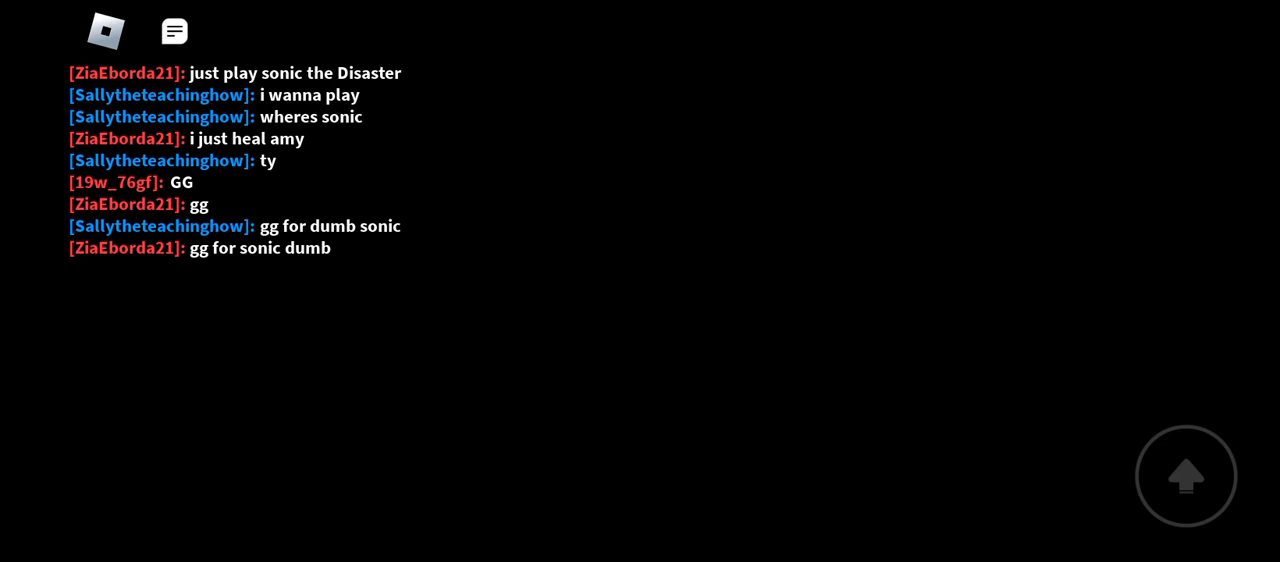 [ZiaEborda21]: just play sonic the Disaster
[Sallytheteachinghow]: i wanna play
[Sallytheteachinghow]: wheres sonic
[ZiaEborda21]: i just heal amy
[Sallytheteachinghow]: ty
[19w_76gf]: GG
[ZiaEborda21]: gg
[Sallytheteachinghow]: gg for dumb sonic
[ZiaEborda21]: gg for sonic dumb